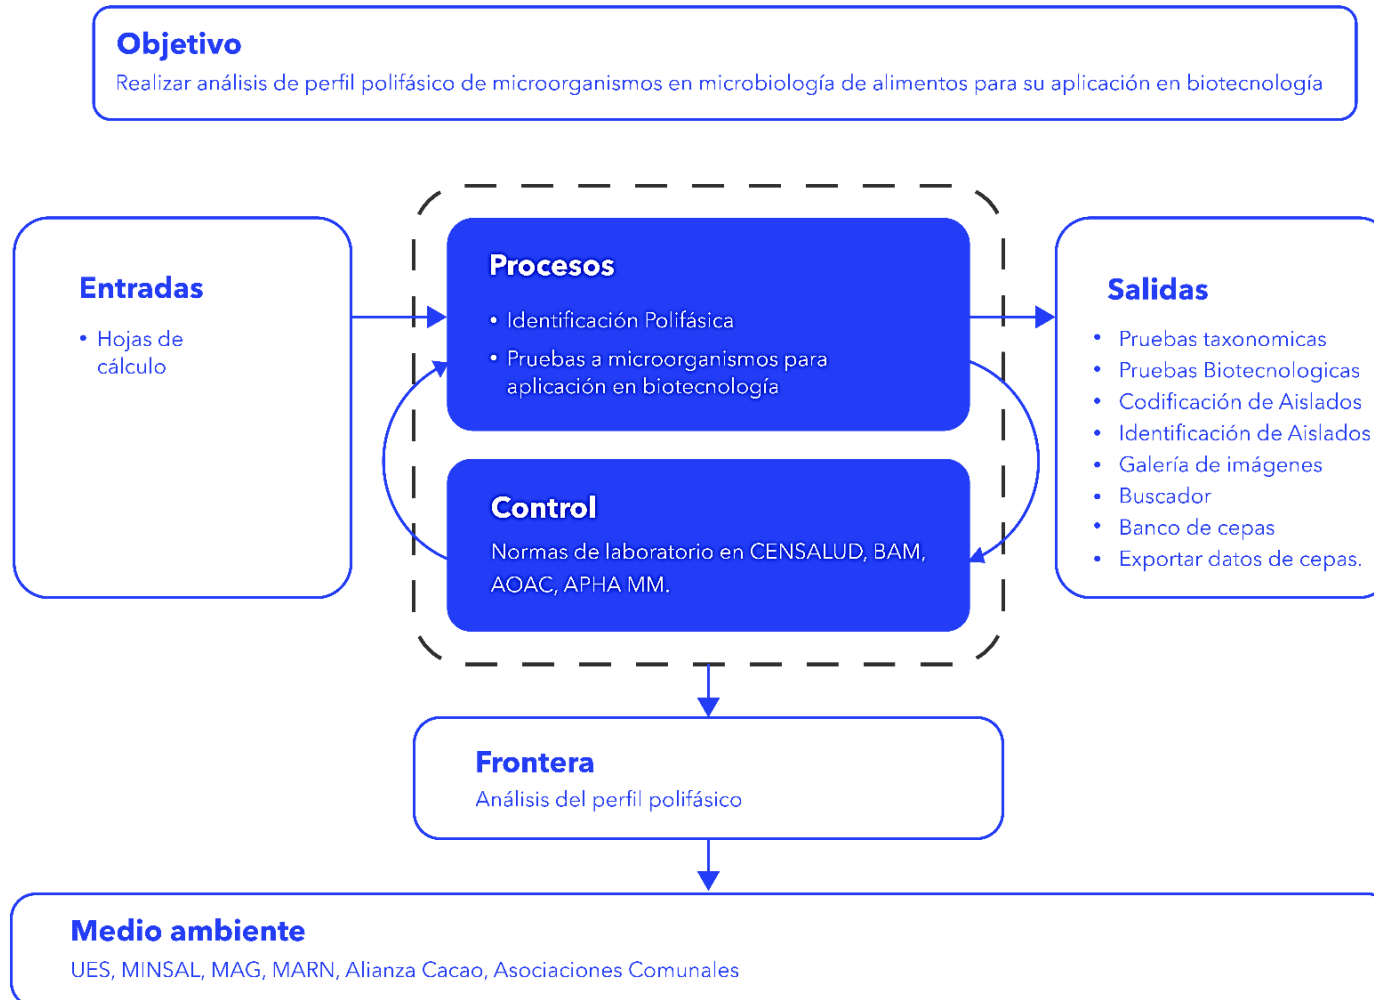 Objetivo
Realizar análisis de perfil polifásico de microorganismos en microbiología de alimentos para su aplicación en biotecnología
Entradas
• Hojas de
cálculo
Procesos
• Identificación Polifásica
• Pruebas a microorganismos para
aplicación en biotecnología
Control
Normas de laboratorio en CENSALUD, BAM,
AOAC, APHA MM.
Salidas
• Pruebas taxonomicas
• Pruebas Biotecnologicas
• Codificación de Aislados
• Identificación de Aislados
• Galería de imágenes
• Buscador
• Banco de cepas
• Exportar datos de cepas.
Frontera
Análisis del perfil polifásico
Medio ambiente
UES, MINSAL, MAG, MARN, Alianza Cacao, Asociaciones Comunales